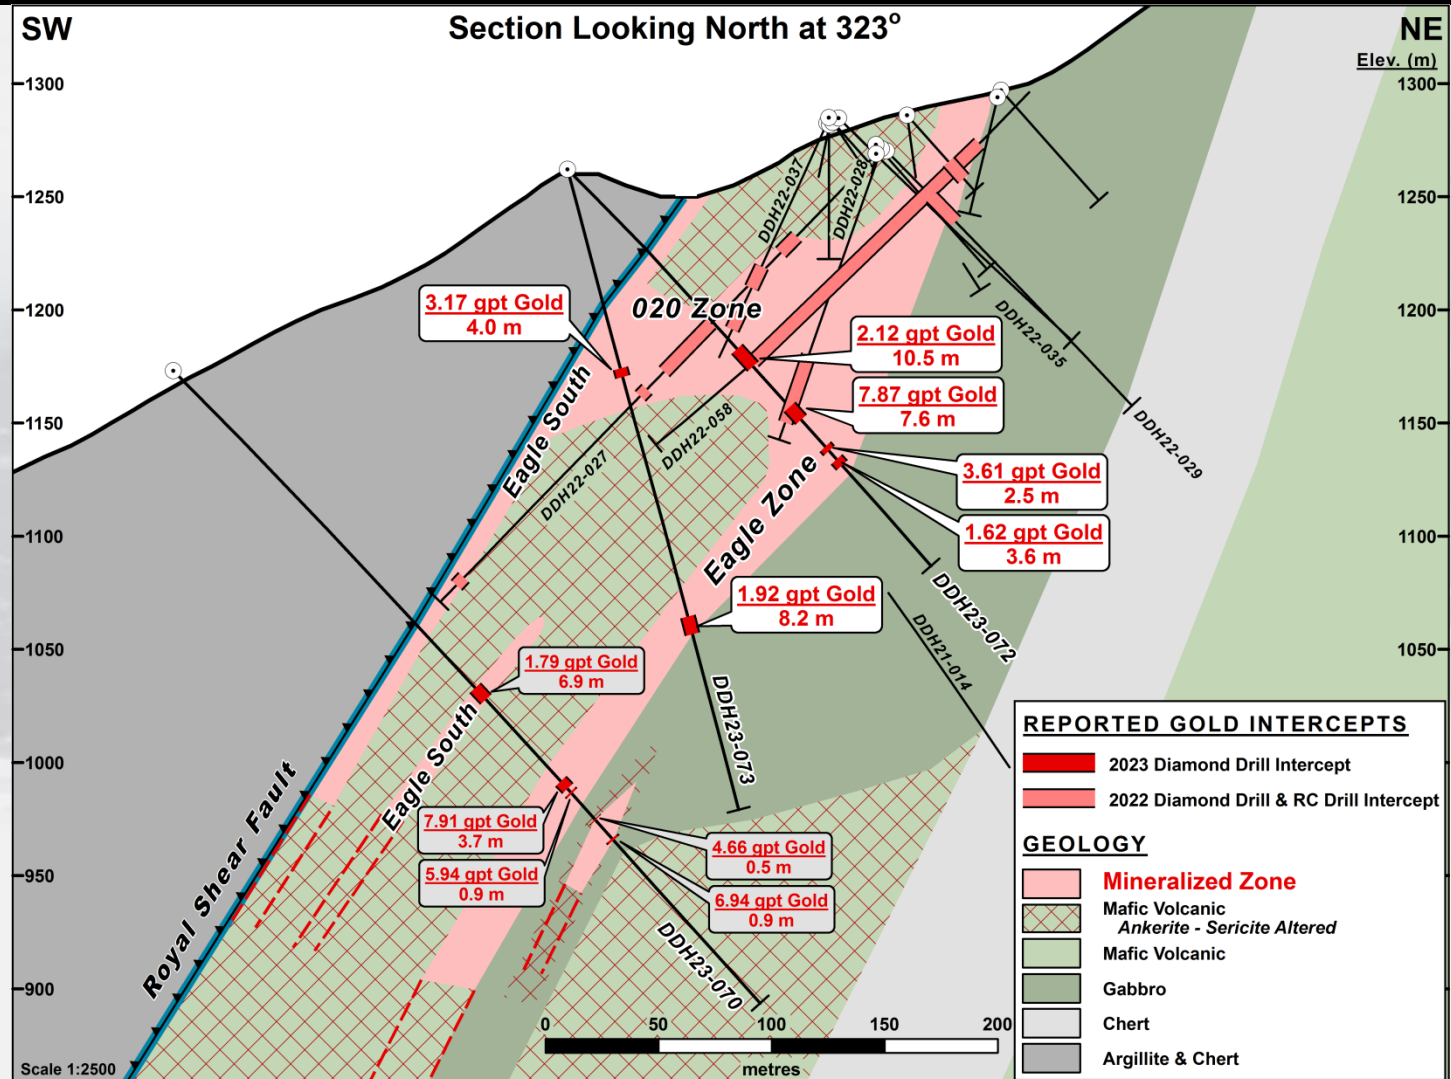 SW
Section Looking North at 323°
NE
Elev. (m)
1300
1300
1250
1250
1200
1200
1150
1150
1100
1100
1050
1050
1000
950
900
DDH22-037
DDH22-028
020 Zone
3.17 gpt Gold
4.0 m
2.12 gpt Gold
10.5 m
DDH22-035
7.87 gpt Gold
7.6 m
DDH22-029
Eagle South
DDH22-058
DDH22-027
3.61 gpt Gold
2.5 m
Eagle Zone
1.62 gpt Gold
3.6 m
1.92 gpt Gold
8.2 m
DDH23-072
DDH21-014
1.79 gpt Gold
6.9 m
DDH23-073
Eagle South
Royal Shear Fault
7.91 gpt Gold
3.7 m
5.94 gpt Gold
0.9 m
4.66 gpt Gold
0.5 m
6.94 gpt Gold
0.9 m
DDH23-070
0 50 100 150 200
metres
Scale 1:2500
REPORTED GOLD INTERCEPTS
2023 Diamond Drill Intercept
2022 Diamond Drill & RC Drill Intercept
GEOLOGY
Mineralized Zone
Mafic Volcanic
Ankerite - Sericite Altered
Mafic Volcanic
Gabbro
Chert
Argillite & Chert